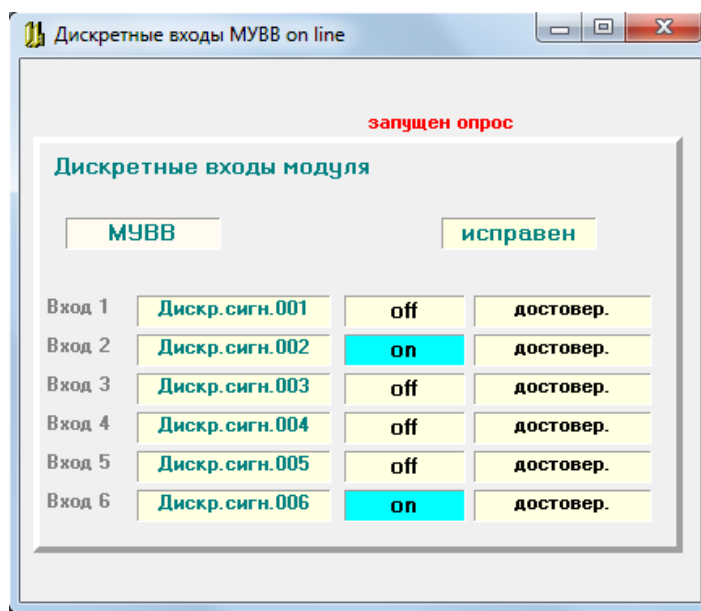 Дискретные входы МУВВ on line
запущен опрос
Дискретные входы модуля
МУВВ исправен
Вход 1 Дискр.сигн.001 off достовер.
Вход 2 Дискр.сигн.002 on достовер.
Вход 3 Дискр.сигн.003 off достовер.
Вход 4 Дискр.сигн.004 off достовер.
Вход 5 Дискр.сигн.005 off достовер.
Вход 6 Дискр.сигн.006 on достовер.